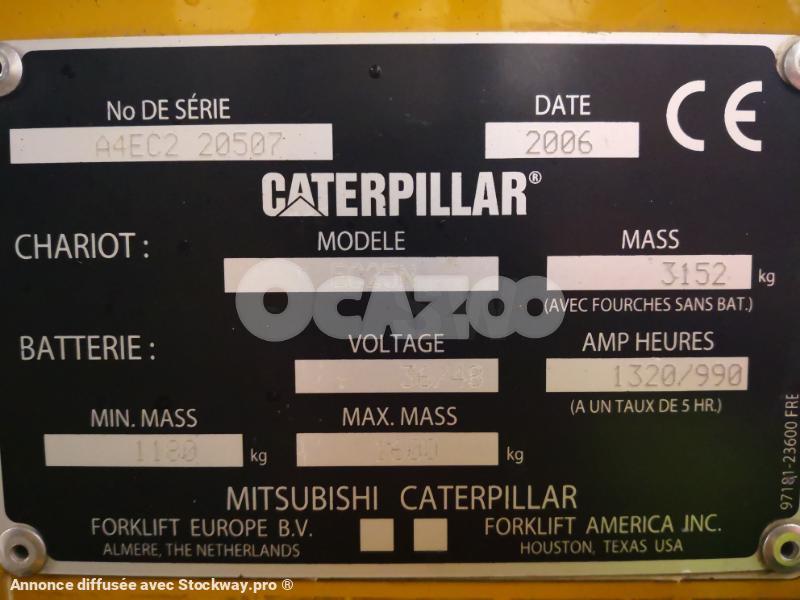 No DE SÉRIE
DATE
A4EC2 20507
2006
CE
CATERPILLAR®
CHARIOT :
MODELE
MASS
EC25N
3152 kg
OCAZOO
(AVEC FOURCHES SANS BAT.)
BATTERIE :
VOLTAGE
AMP HEURES
36/48
1320/990
(A UN TAUX DE 5 HR.)
MIN. MASS
MAX. MASS
1180 kg
kg
97181-23600 FRE
MITSUBISHI CATERPILLAR
FORKLIFT EUROPE B.V.
FORKLIFT AMERICA INC.
ALMERE, THE NETHERLANDS
HOUSTON, TEXAS USA
Annonce diffusée avec Stockway.pro ®